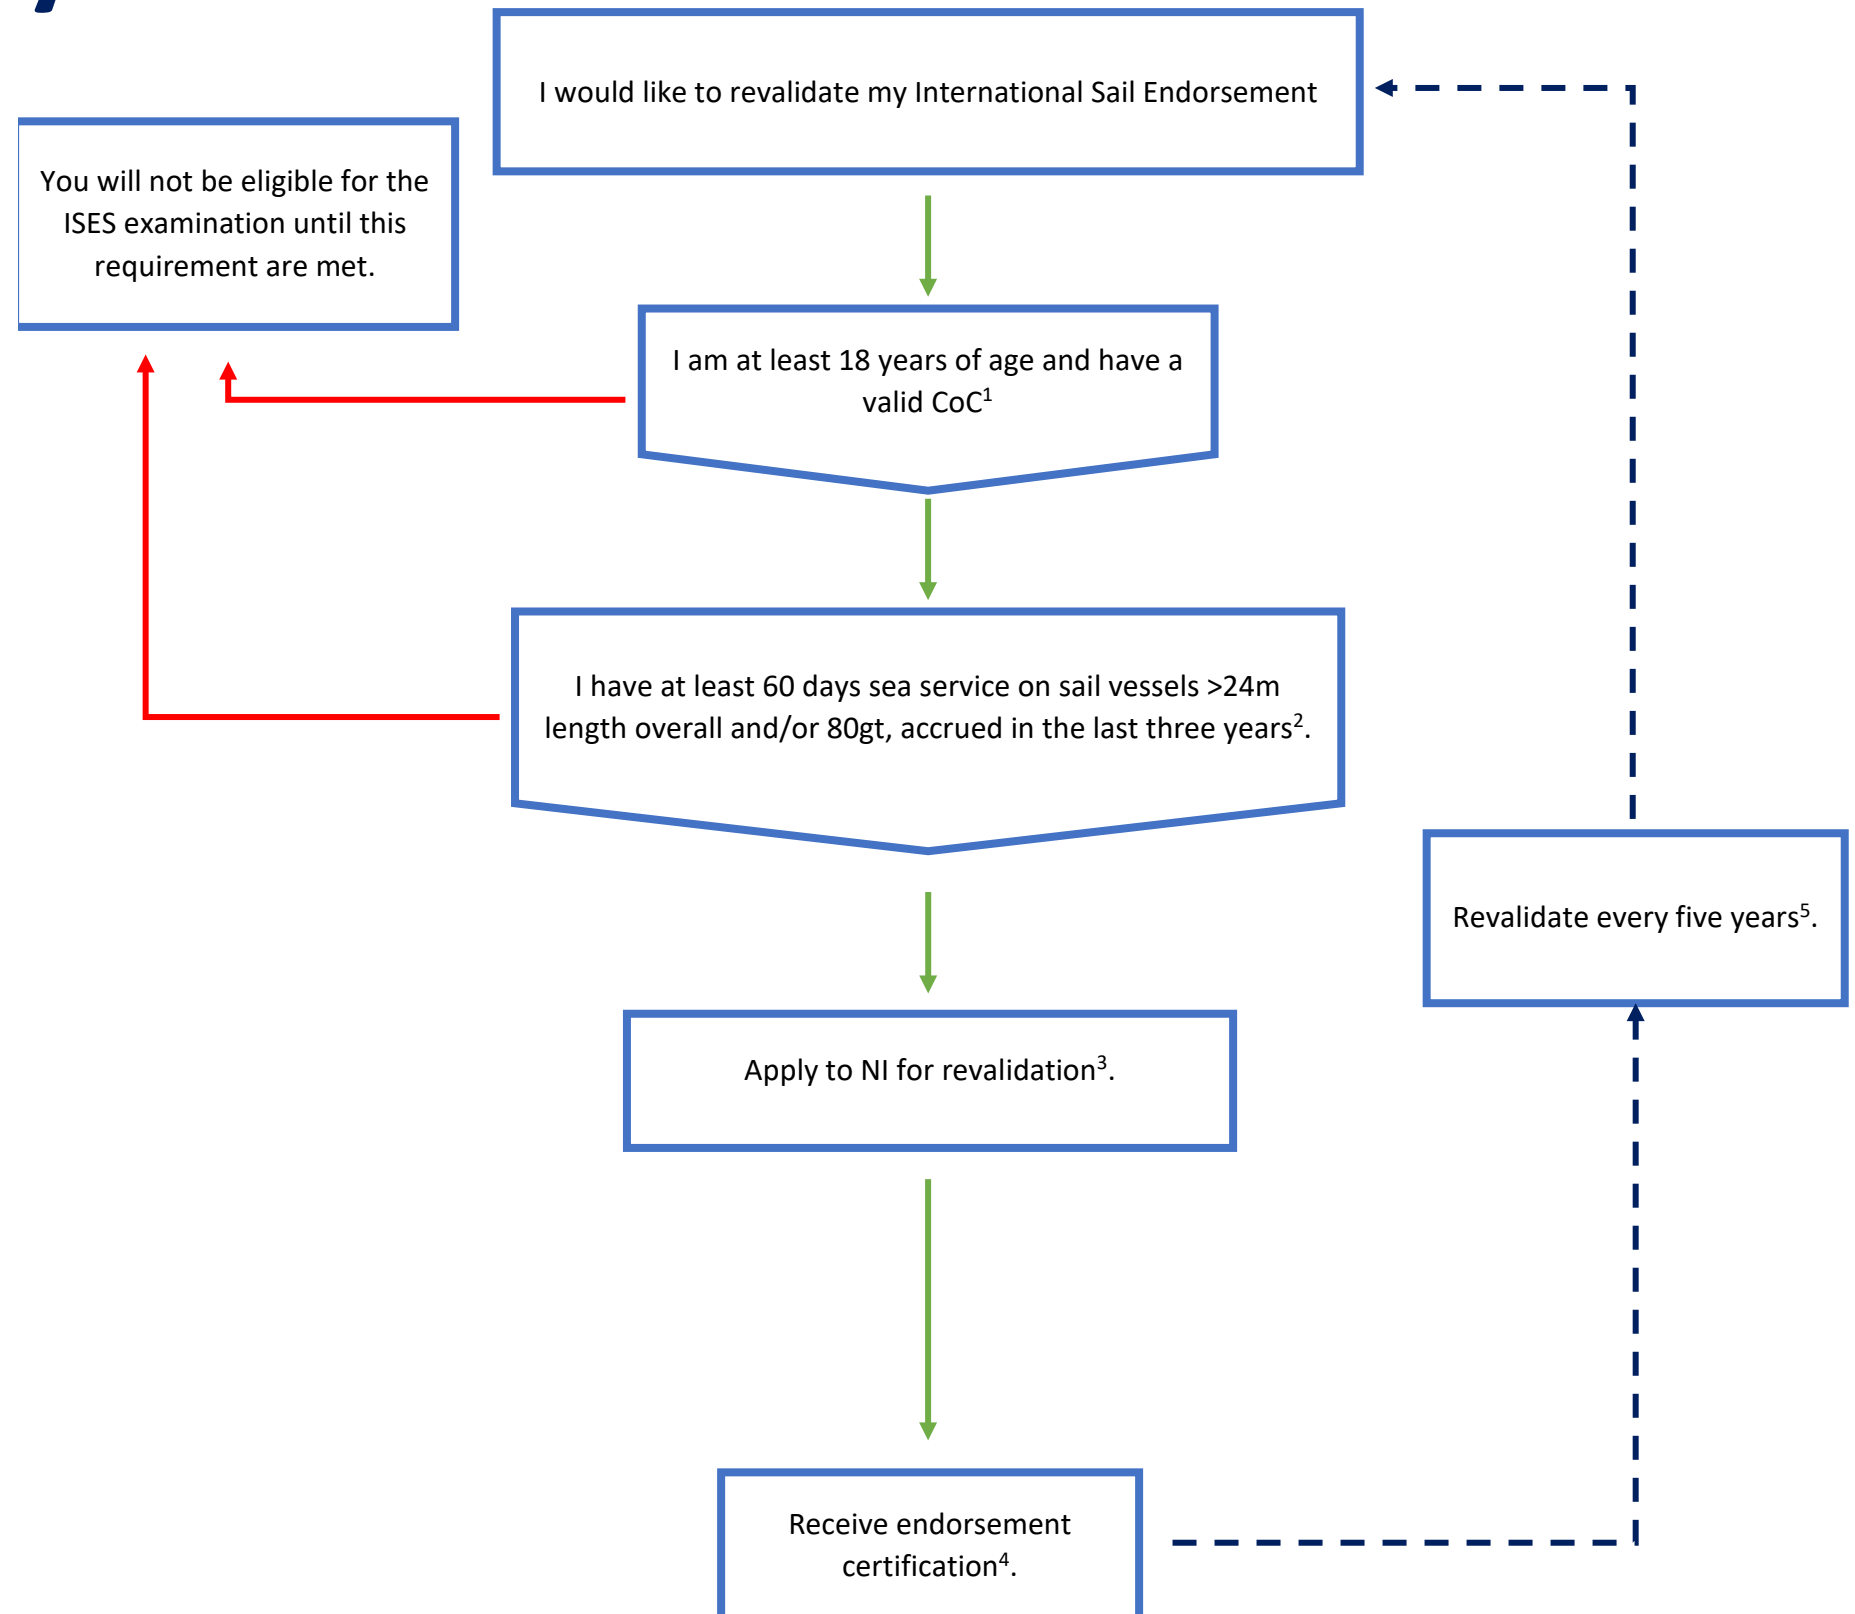 I would like to revalidate my International Sail Endorsement
You will not be eligible for the
ISES examination until this
requirement are met.
I am at least 18 years of age and have a
valid CoC¹
I have at least 60 days sea service on sail vessels >24m
length overall and/or 80gt, accrued in the last three years².
Revalidate every five years⁵.
Apply to NI for revalidation³.
Receive endorsement
certification⁴.